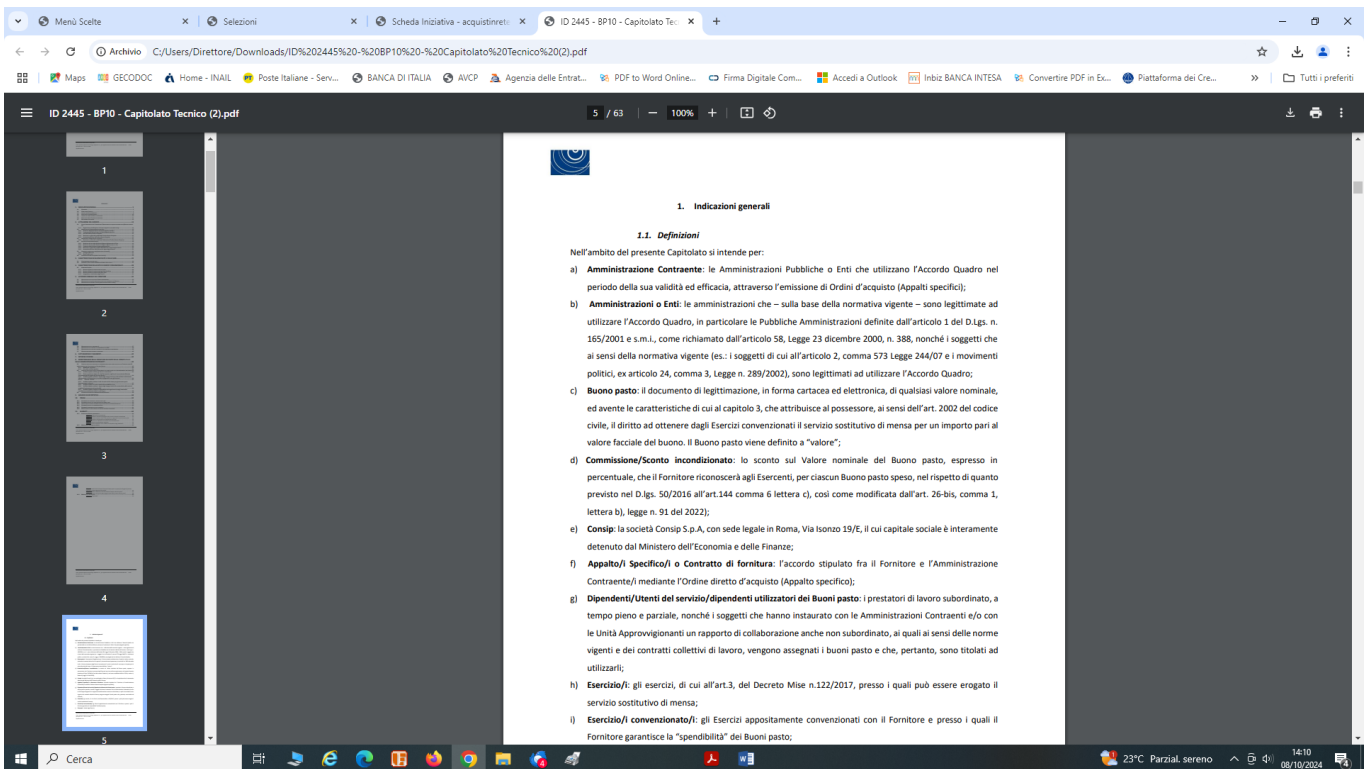 Menù Scelte
Selezioni
Scheda Iniziativa - acquistinrete
ID 2445 - BP10 - Capitolato Tec
Archivio C:/Users/Direttore/Downloads/ID%202445%20-%20BP10%20-%20Capitolato%20Tecnico%20(2).pdf
Maps GECODOC Home - INAIL Poste Italiane - Serv... BANCA DI ITALIA AVCP Agenzia delle Entrat... PDF to Word Online... Firma Digitale Com... Accedi a Outlook Inbiz BANCA INTESA Convertire PDF in Ex... Piattaforma dei Cre... » Tutti i preferiti
ID 2445 - BP10 - Capitolato Tecnico (2).pdf
5 / 63 — 100% +
1
2
3
4
5
1. Indicazioni generali
1.1. Definizioni
Nell'ambito del presente Capitolato si intende per:
a) Amministrazione Contraente: le Amministrazioni Pubbliche o Enti che utilizzano l'Accordo Quadro nel
periodo della sua validità ed efficacia, attraverso l'emissione di Ordini d'acquisto (Appalti specifici);
b) Amministrazioni o Enti: le amministrazioni che – sulla base della normativa vigente – sono legittimate ad
utilizzare l'Accordo Quadro, in particolare le Pubbliche Amministrazioni definite dall'articolo 1 del D.Lgs. n.
165/2001 e s.m.i., come richiamato dall'articolo 58, Legge 23 dicembre 2000, n. 388, nonché i soggetti che
ai sensi della normativa vigente (es.: i soggetti di cui all'articolo 2, comma 573 Legge 244/07 e i movimenti
politici, ex articolo 24, comma 3, Legge n. 289/2002), sono legittimati ad utilizzare l'Accordo Quadro;
c) Buono pasto: il documento di legittimazione, in forma cartacea ed elettronica, di qualsiasi valore nominale,
ed avente le caratteristiche di cui al capitolo 3, che attribuisce al possessore, ai sensi dell'art. 2002 del codice
civile, il diritto ad ottenere dagli Esercizi convenzionati il servizio sostitutivo di mensa per un importo pari al
valore facciale del buono. Il Buono pasto viene definito a "valore";
d) Commissione/Sconto incondizionato: lo sconto sul Valore nominale del Buono pasto, espresso in
percentuale, che il Fornitore riconoscerà agli Esercenti, per ciascun Buono pasto speso, nel rispetto di quanto
previsto nel D.lgs. 50/2016 all'art.144 comma 6 lettera c), così come modificata dall'art. 26-bis, comma 1,
lettera b), legge n. 91 del 2022);
e) Consip: la società Consip S.p.A, con sede legale in Roma, Via Isonzo 19/E, il cui capitale sociale è interamente
detenuto dal Ministero dell'Economia e delle Finanze;
f) Appalto/i Specifico/i o Contratto di fornitura: l'accordo stipulato fra il Fornitore e l'Amministrazione
Contraente/i mediante l'Ordine diretto d'acquisto (Appalto specifico);
g) Dipendenti/Utenti del servizio/dipendenti utilizzatori dei Buoni pasto: i prestatori di lavoro subordinato, a
tempo pieno e parziale, nonché i soggetti che hanno instaurato con le Amministrazioni Contraenti e/o con
le Unità Approvvigionanti un rapporto di collaborazione anche non subordinato, ai quali ai sensi delle norme
vigenti e dei contratti collettivi di lavoro, vengono assegnati i buoni pasto e che, pertanto, sono titolati ad
utilizzarli;
h) Esercizio/i: gli esercizi, di cui all'art.3, del Decreto Mise n.122/2017, presso i quali può essere erogato il
servizio sostitutivo di mensa;
i) Esercizio/i convenzionato/i: gli Esercizi appositamente convenzionati con il Fornitore e presso i quali il
Fornitore garantisce la "spendibilità" dei Buoni pasto;
Cerca
23°C Parzial. sereno
14:10
08/10/2024